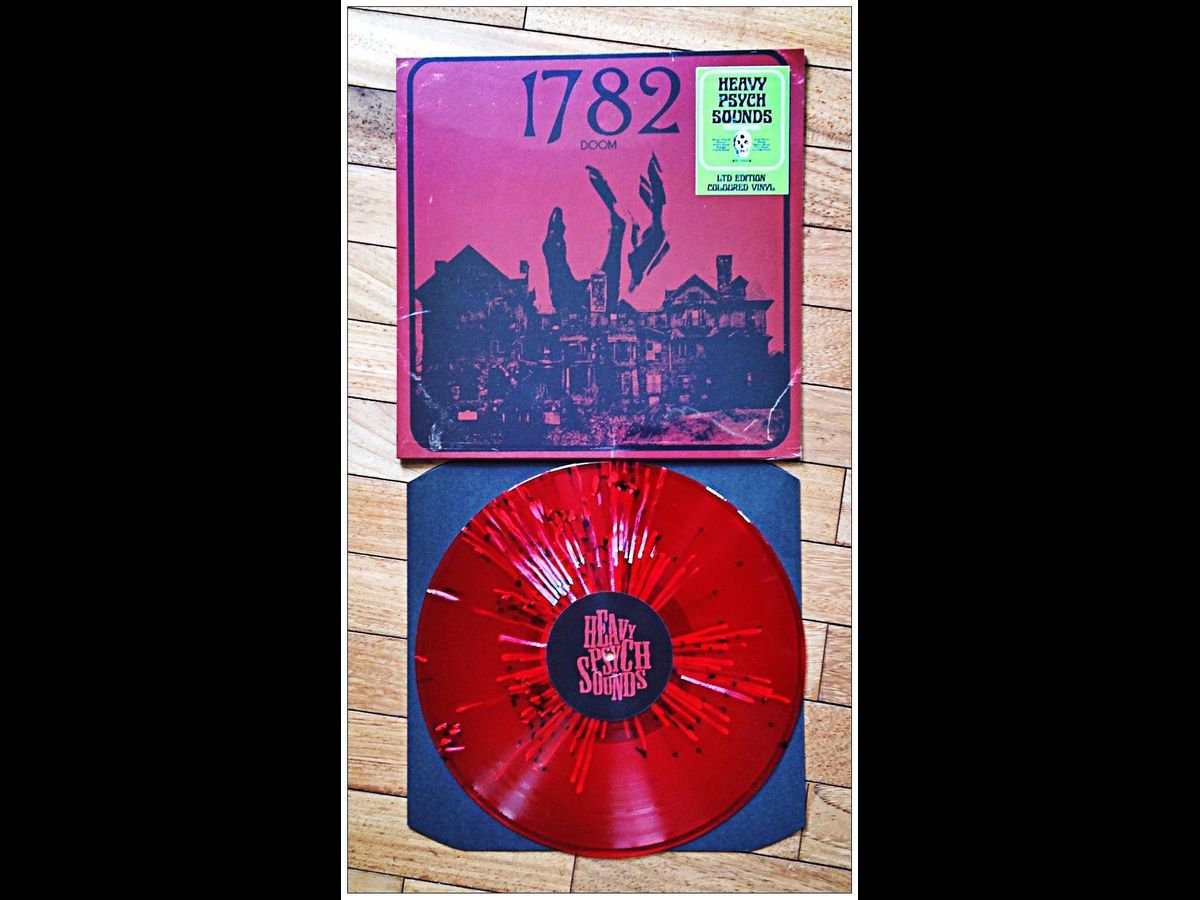 1782
DOOM
HEAVY
PSYCH
SOUNDS
LTD EDITION
COLOURED VINYL
HEAVY
PSYCH
SOUNDS